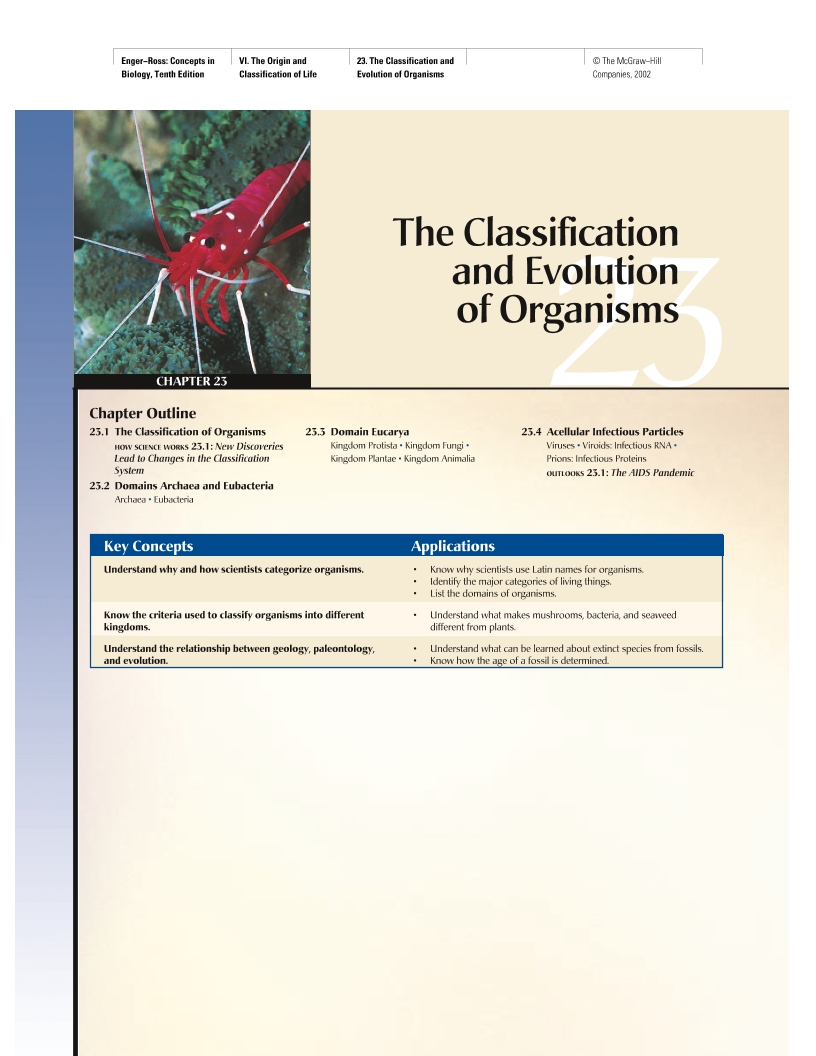 Enger–Ross: Concepts in
Biology, Tenth Edition
VI. The Origin and
Classification of Life
23. The Classification and
Evolution of Organisms
© The McGraw–Hill
Companies, 2002
23
The Classification
and Evolution
of Organisms
CHAPTER 23
Chapter Outline
23.1 The Classification of Organisms
HOW SCIENCE WORKS 23.1: New Discoveries
Lead to Changes in the Classification
System
23.2 Domains Archaea and Eubacteria
Archaea • Eubacteria
23.3 Domain Eucarya
Kingdom Protista • Kingdom Fungi •
Kingdom Plantae • Kingdom Animalia
23.4 Acellular Infectious Particles
Viruses • Viroids: Infectious RNA •
Prions: Infectious Proteins
OUTLOOKS 23.1: The AIDS Pandemic
Key Concepts
Applications
Understand why and how scientists categorize organisms.
• Know why scientists use Latin names for organisms.
• Identify the major categories of living things.
• List the domains of organisms.
Know the criteria used to classify organisms into different
kingdoms.
• Understand what makes mushrooms, bacteria, and seaweed
different from plants.
Understand the relationship between geology, paleontology,
and evolution.
• Understand what can be learned about extinct species from fossils.
• Know how the age of a fossil is determined.